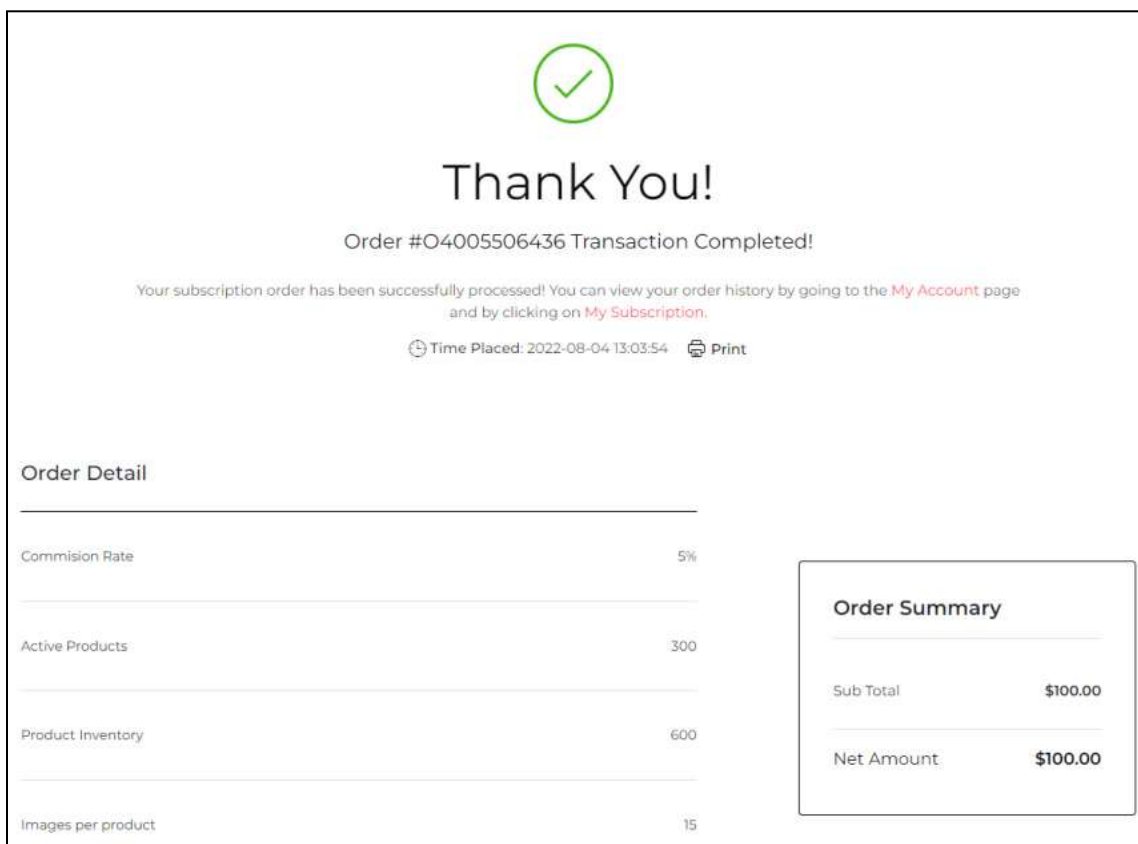 Thank You!
Order #O4005506436 Transaction Completed!
Your subscription order has been successfully processed! You can view your order history by going to the My Account page
and by clicking on My Subscription.
Time Placed: 2022-08-04 13:03:54 Print
Order Detail
Commision Rate 5%
Active Products 300
Product Inventory 600
Images per product 15
Order Summary
Sub Total $100.00
Net Amount $100.00